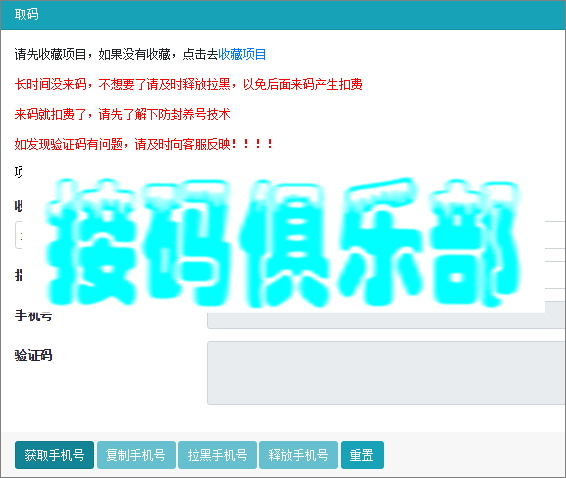 取码
请先收藏项目，如果没有收藏，点击去收藏项目
长时间没来码，不想要了请及时释放拉黑，以免后面来码产生扣费
来码就扣费了，请先了解下防封养号技术
如发现验证码有问题，请及时向客服反映！！！！
接码俱乐部
手机号
验证码
获取手机号 复制手机号 拉黑手机号 释放手机号 重置